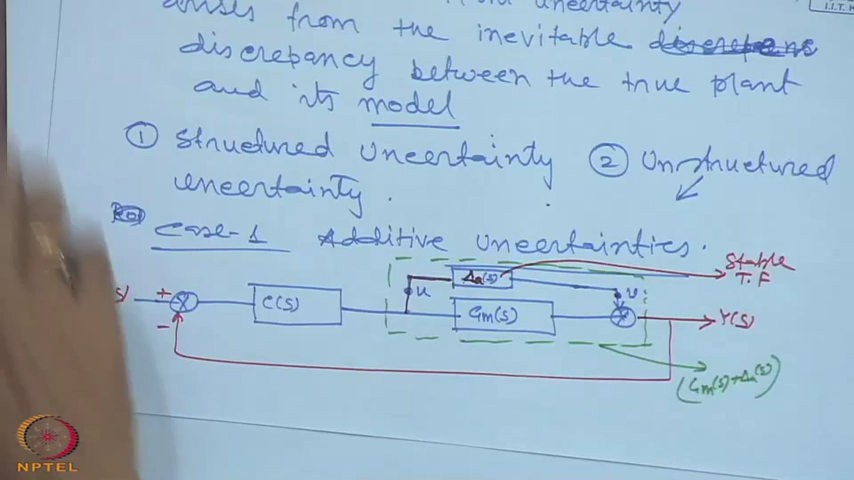 uncertainty
arises from the inevitable
discrepancy between the true plant
and its model
① Structured Uncertainty ② Unstructured
uncertainty.
Case-1 Additive Uncertainties.
Stable
T.F
Δa(s)
u
v
+
C(s)
Gm(s)
Y(s)
-
(Gm(s)+Δa(s))
NPTEL
I.I.T.